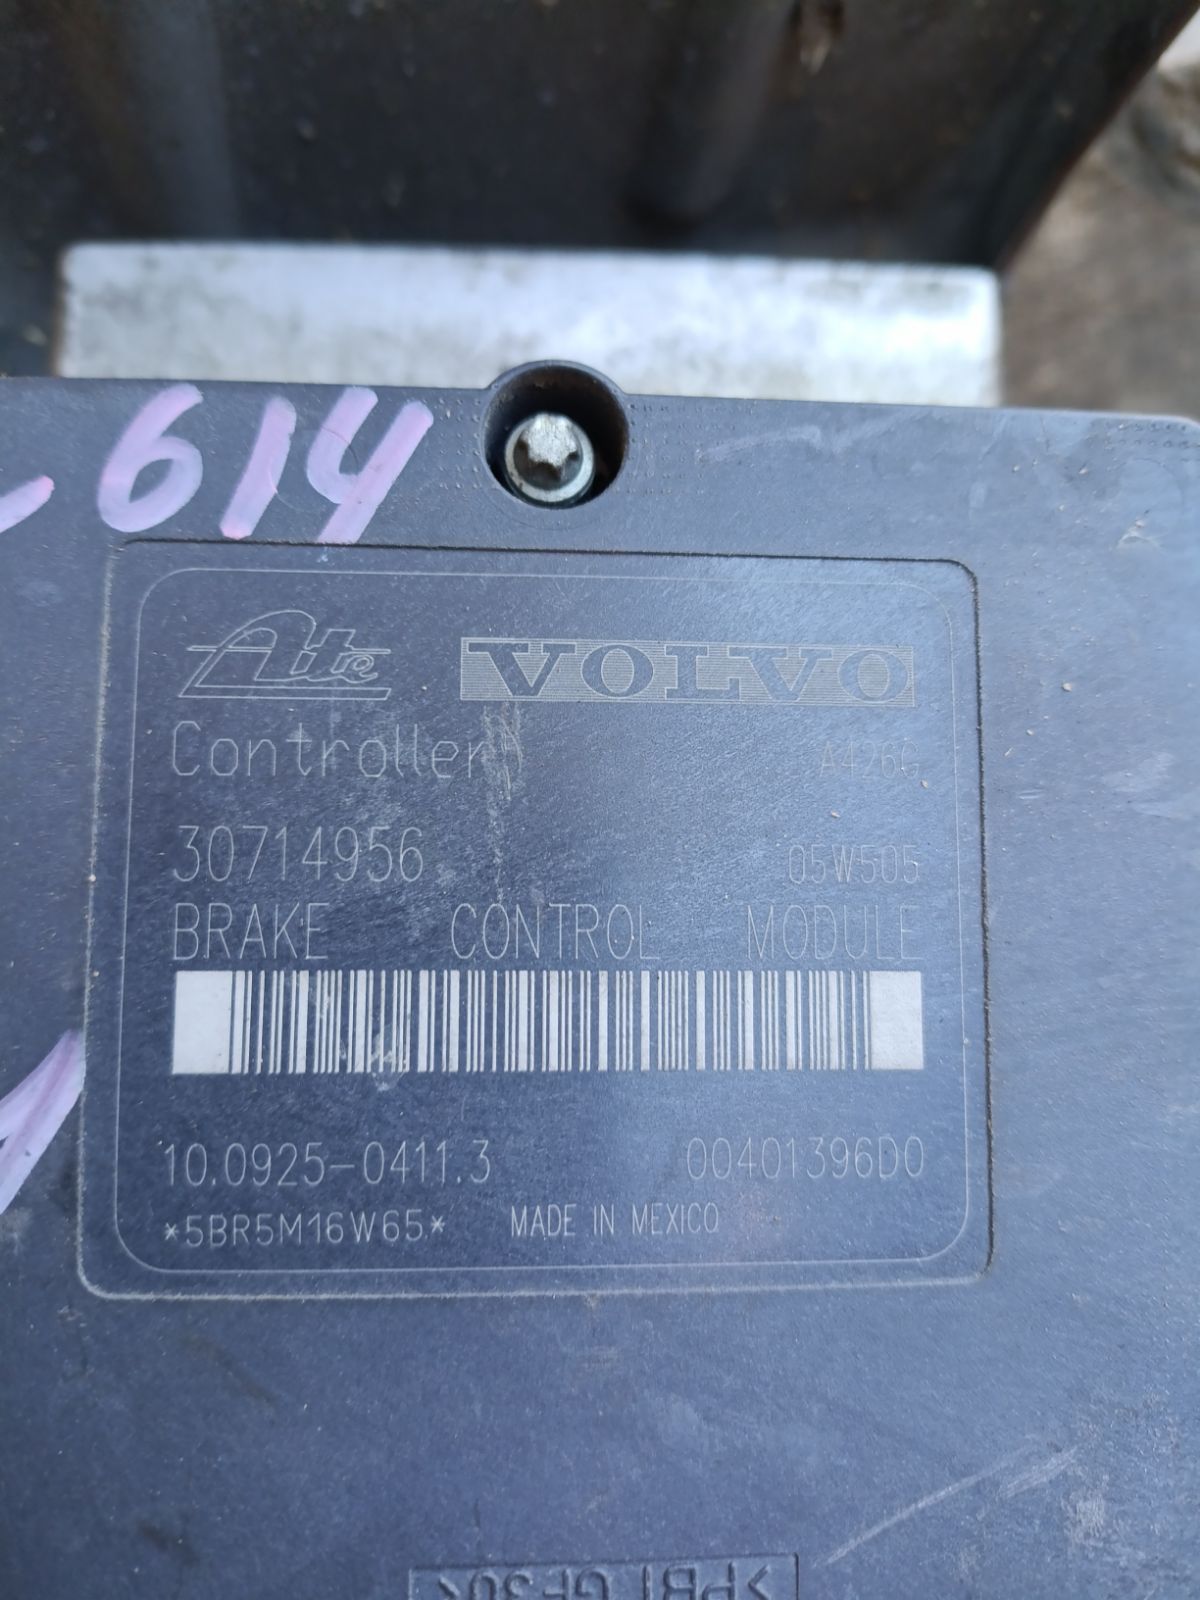 614
Ate VOLVO
Controller A426G
30714956 05W505
BRAKE CONTROL MODULE
10.0925-0411.3 00401396D0
*5BR5M16W65* MADE IN MEXICO